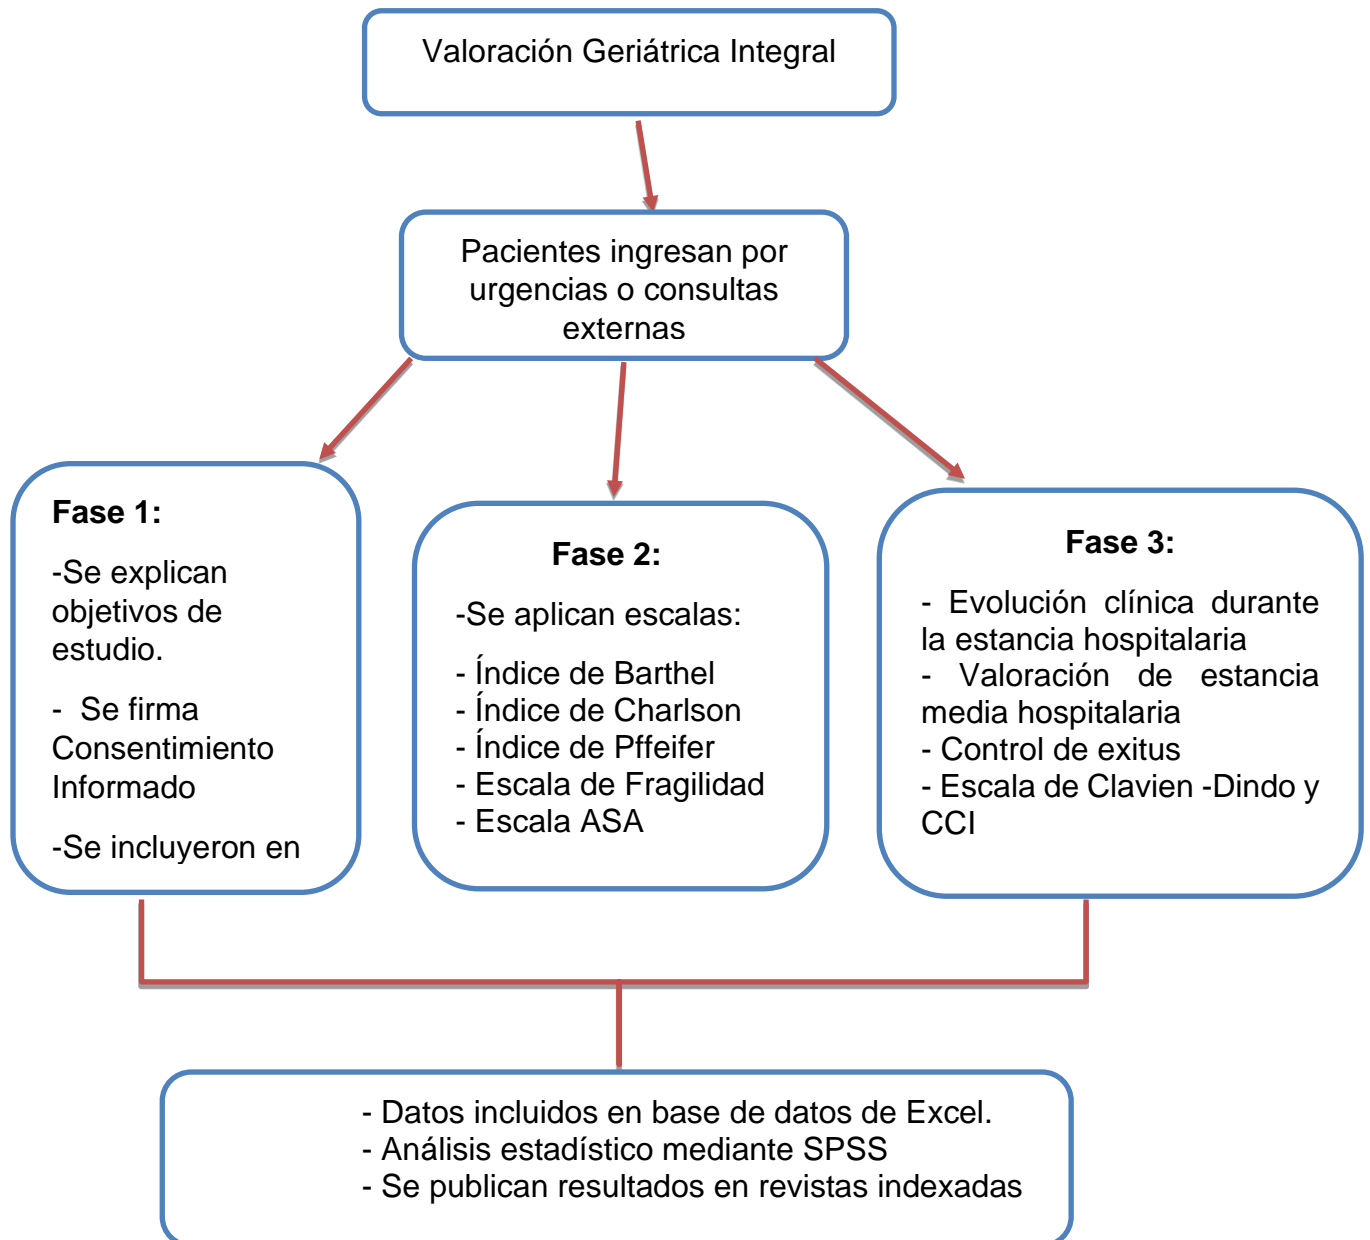 Valoración Geriátrica Integral
Pacientes ingresan por
urgencias o consultas
externas
Fase 1:
-Se explican
objetivos de
estudio.
- Se firma
Consentimiento
Informado
-Se incluyeron en
Fase 2:
-Se aplican escalas:
- Índice de Barthel
- Índice de Charlson
- Índice de Pffeifer
- Escala de Fragilidad
- Escala ASA
Fase 3:
- Evolución clínica durante
la estancia hospitalaria
- Valoración de estancia
media hospitalaria
- Control de exitus
- Escala de Clavien -Dindo y
CCI
- Datos incluidos en base de datos de Excel.
- Análisis estadístico mediante SPSS
- Se publican resultados en revistas indexadas